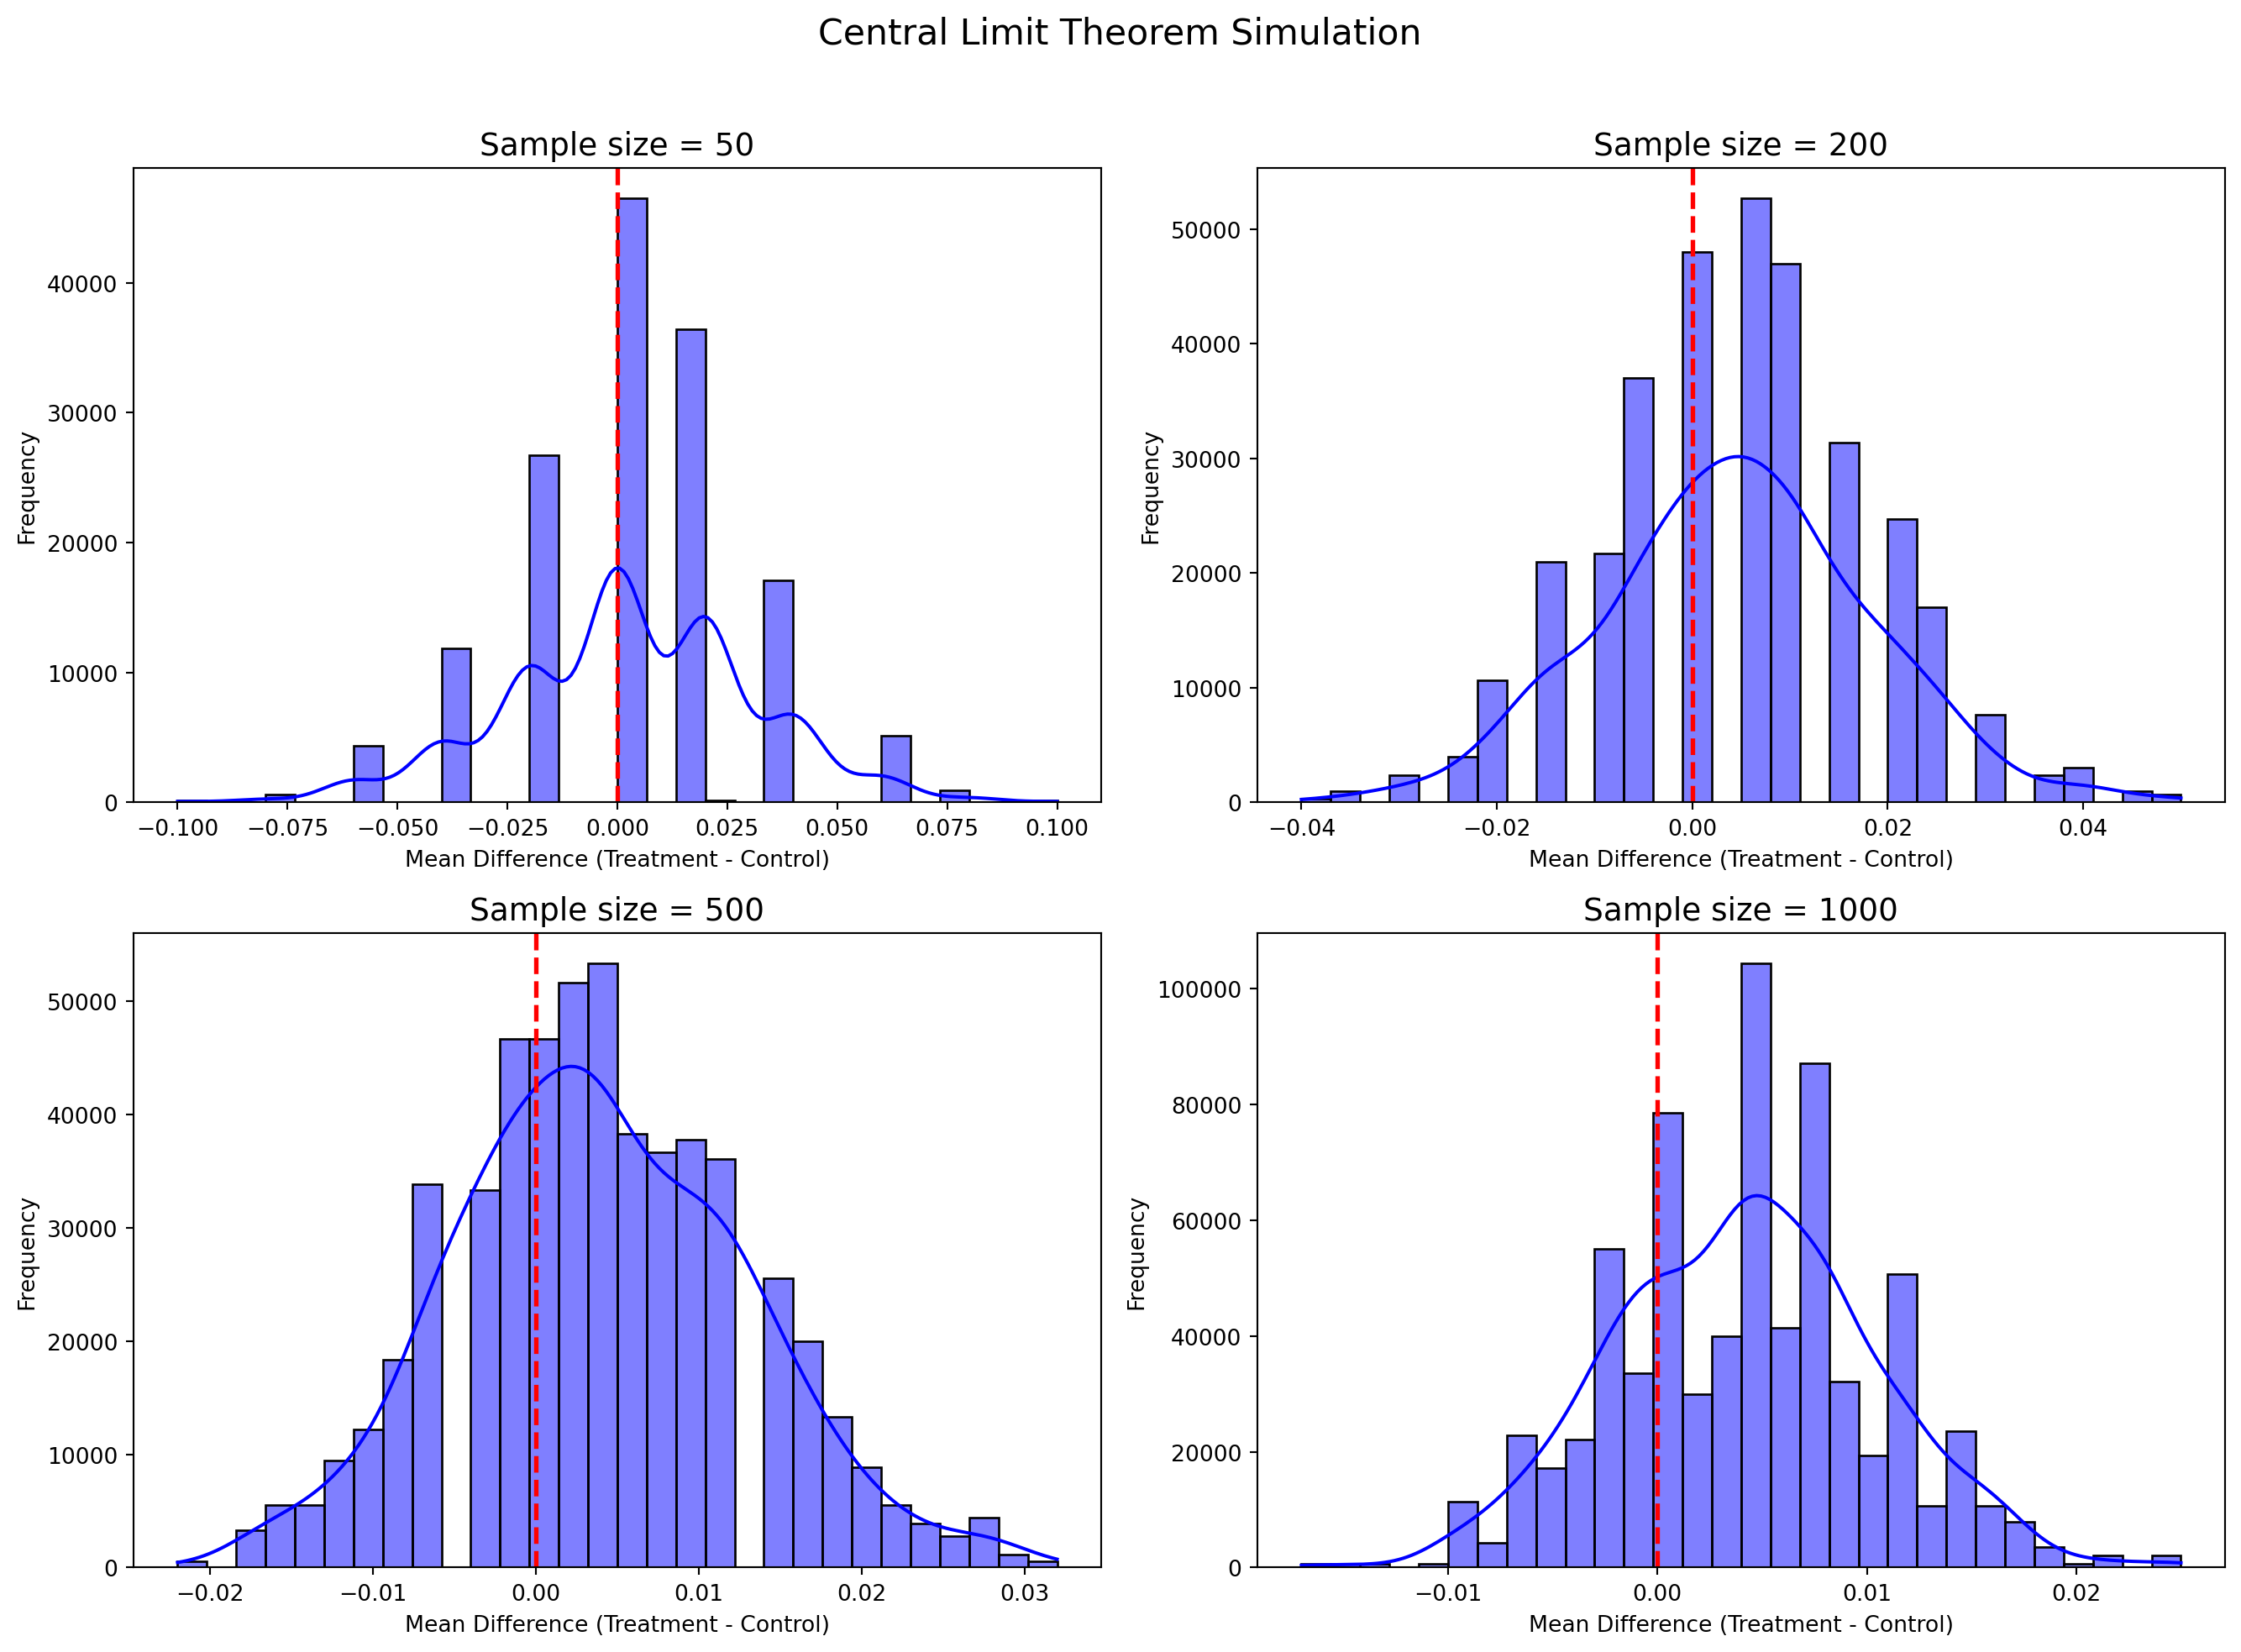 Central Limit Theorem Simulation
Sample size = 50
Frequency
40000
30000
20000
10000
0
−0.100 −0.075 −0.050 −0.025 0.000 0.025 0.050 0.075 0.100
Mean Difference (Treatment - Control)
Sample size = 200
Frequency
50000
40000
30000
20000
10000
0
−0.04 −0.02 0.00 0.02 0.04
Mean Difference (Treatment - Control)
Sample size = 500
Frequency
50000
40000
30000
20000
10000
0
−0.02 −0.01 0.00 0.01 0.02 0.03
Mean Difference (Treatment - Control)
Sample size = 1000
Frequency
100000
80000
60000
40000
20000
0
−0.01 0.00 0.01 0.02
Mean Difference (Treatment - Control)